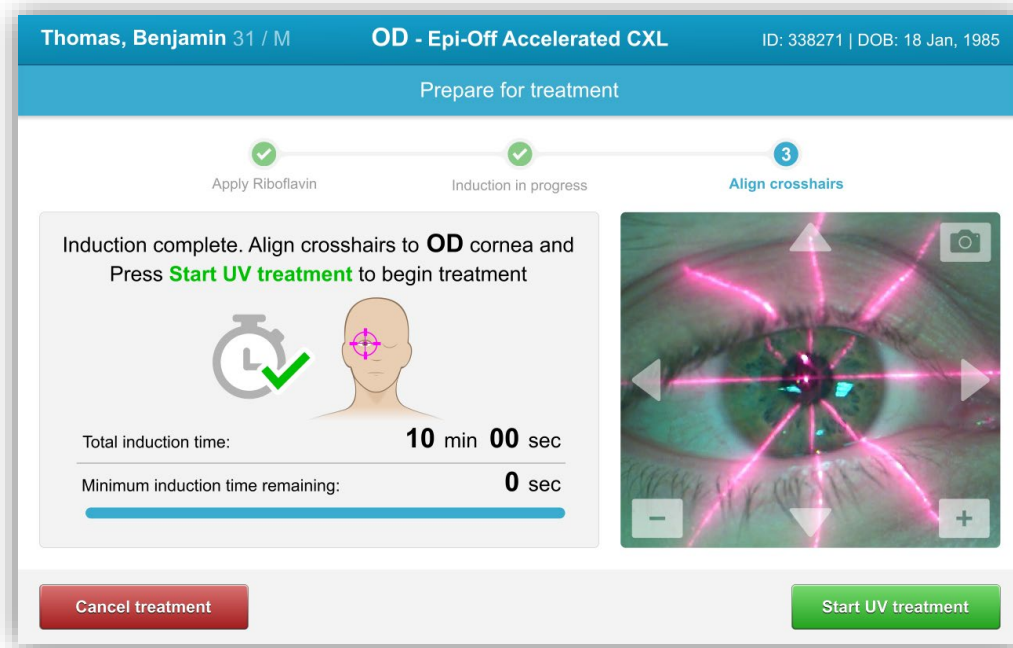 Thomas, Benjamin 31 / M OD - Epi-Off Accelerated CXL ID: 338271 | DOB: 18 Jan, 1985
Prepare for treatment
3
Apply Riboflavin Induction in progress Align crosshairs
Induction complete. Align crosshairs to OD cornea and
Press Start UV treatment to begin treatment
Total induction time: 10 min 00 sec
Minimum induction time remaining: 0 sec
Cancel treatment Start UV treatment